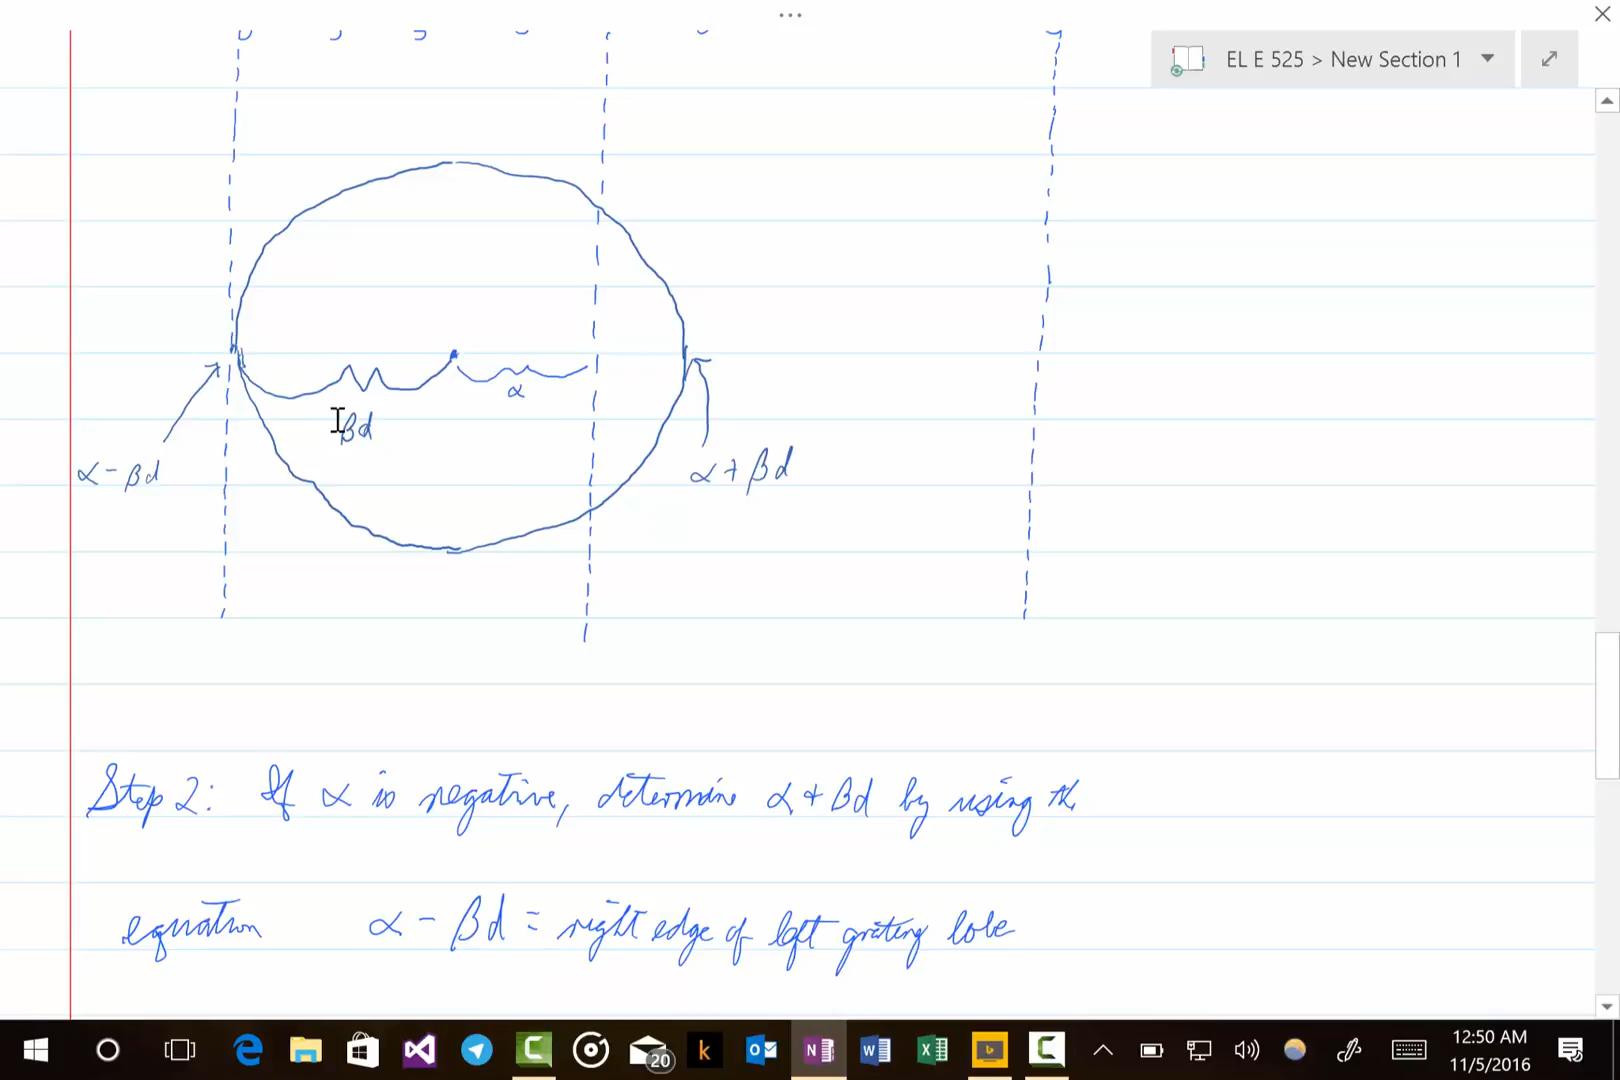 EL E 525 > New Section 1
α
βd
α - βd
α + βd
Step 2: If α is negative, determine α + βd by using the
equation α - βd = right edge of left grating lobe
20
12:50 AM
11/5/2016